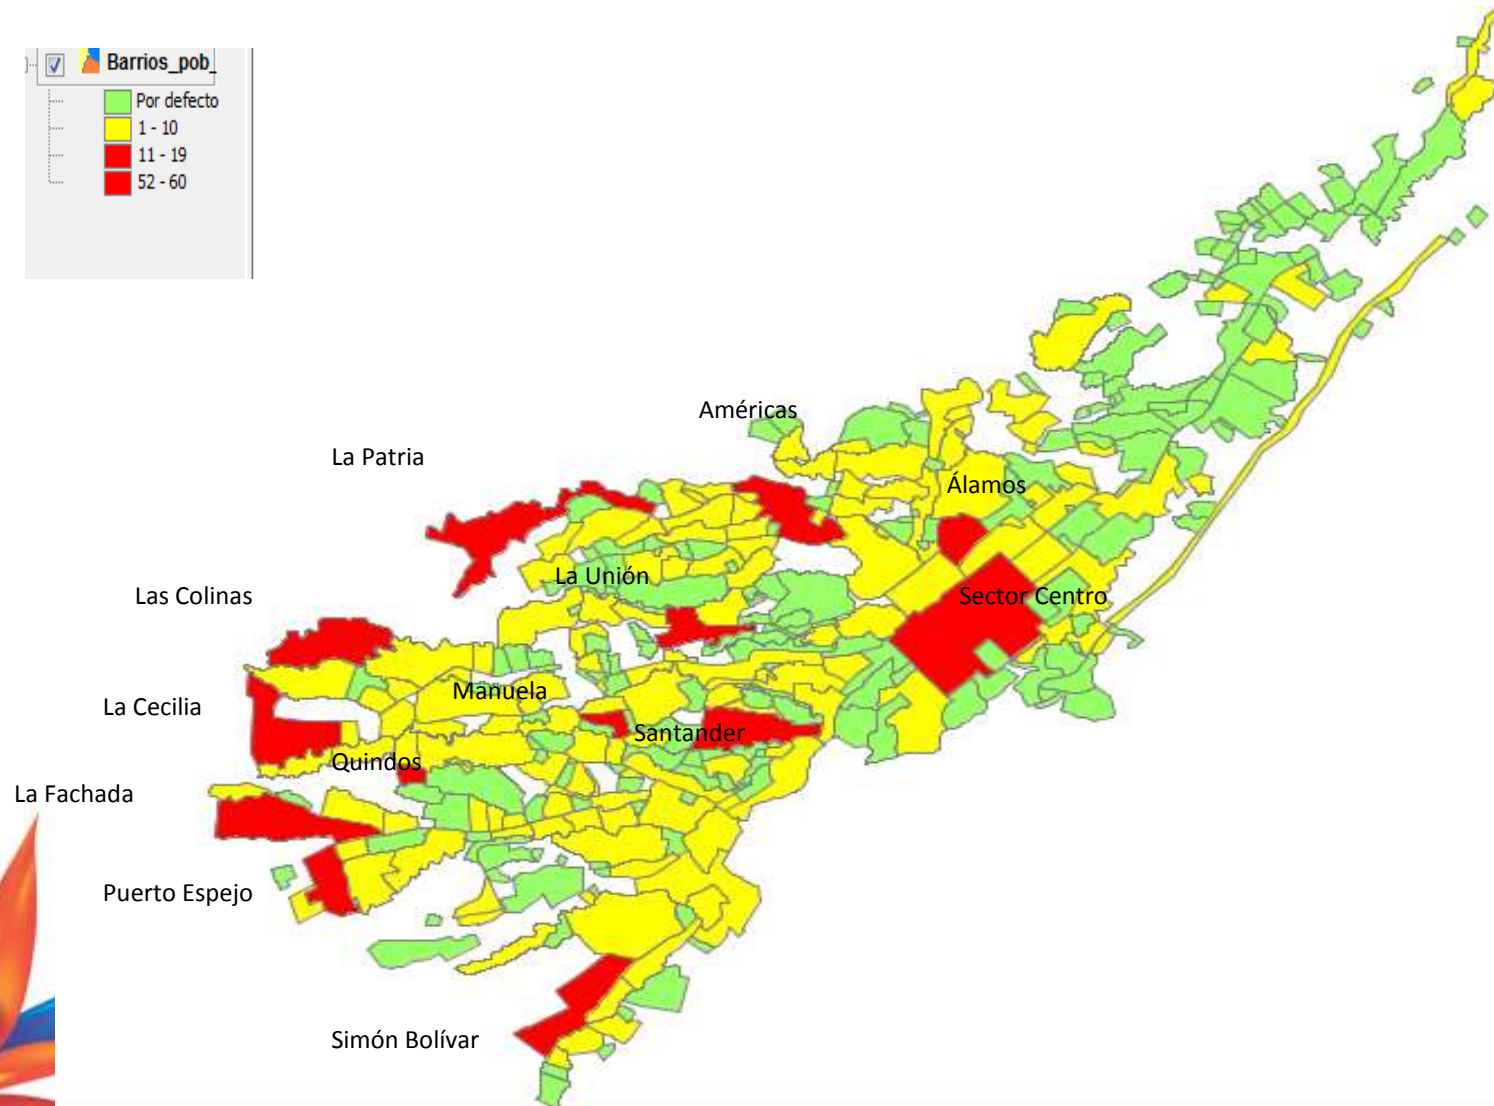 Barrios_pob_
Por defecto
1 - 10
11 - 19
52 - 60
Américas
La Patria
Álamos
La Unión
Las Colinas
Sector Centro
Manuela
La Cecilia
Santander
Quindos
La Fachada
Puerto Espejo
Simón Bolívar